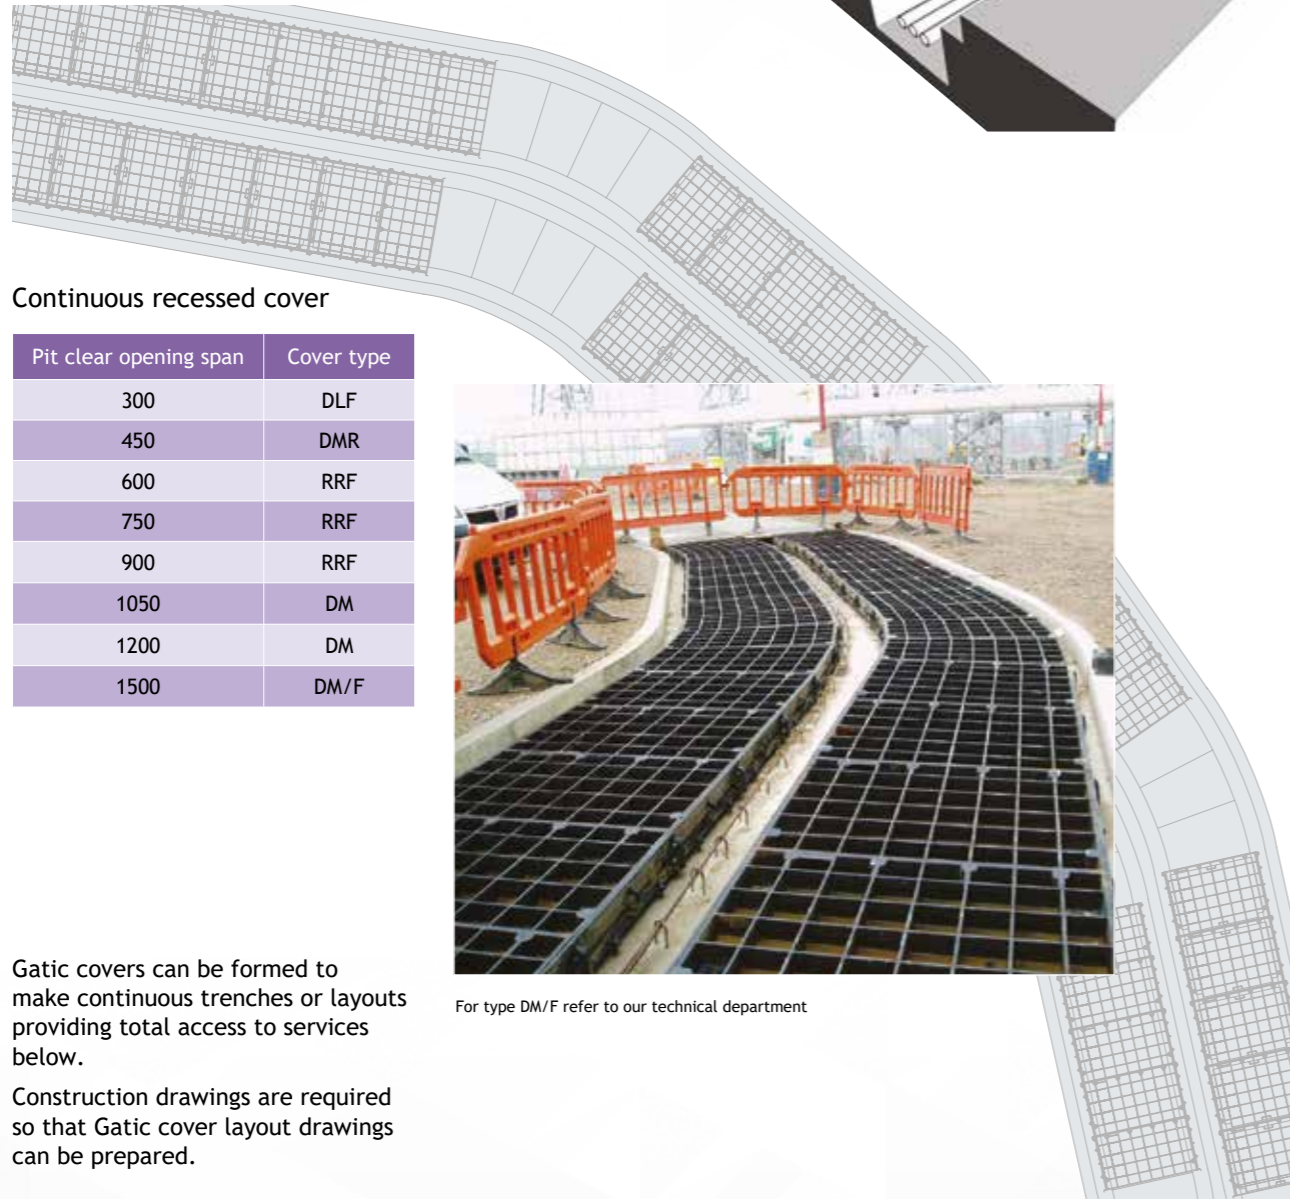 Continuous recessed cover
Pit clear opening span Cover type
300 DLF
450 DMR
600 RRF
750 RRF
900 RRF
1050 DM
1200 DM
1500 DM/F
Gatic covers can be formed to
make continuous trenches or layouts
providing total access to services
below.
Construction drawings are required
so that Gatic cover layout drawings
can be prepared.
For type DM/F refer to our technical department